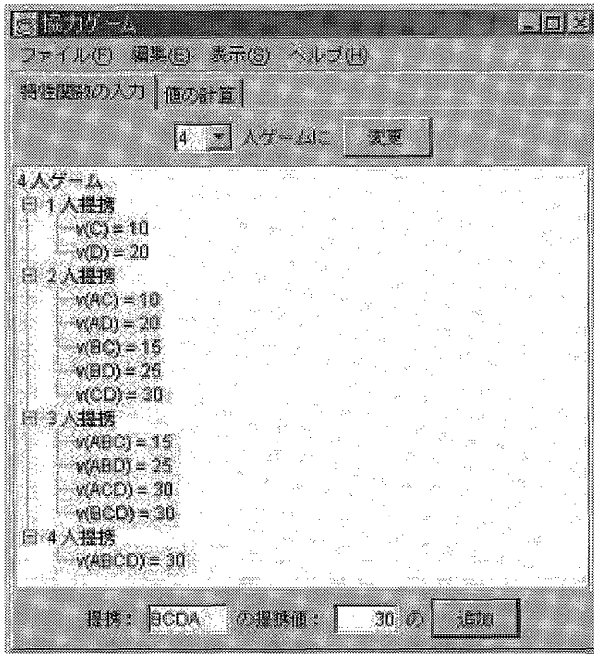 協力ゲーム
ファイル(F) 編集(E) 表示(S) ヘルプ(H)
特性関数の入力 値の計算
4 人ゲームに 変更
4人ゲーム
1人提携
v(C) = 10
v(D) = 20
2人提携
v(AC) = 10
v(AD) = 20
v(BC) = 15
v(BD) = 25
v(CD) = 30
3人提携
v(ABC) = 15
v(ABD) = 25
v(ACD) = 30
v(BCD) = 30
4人提携
v(ABCD) = 30
提携： BCDA の提携値： 30 の 追加